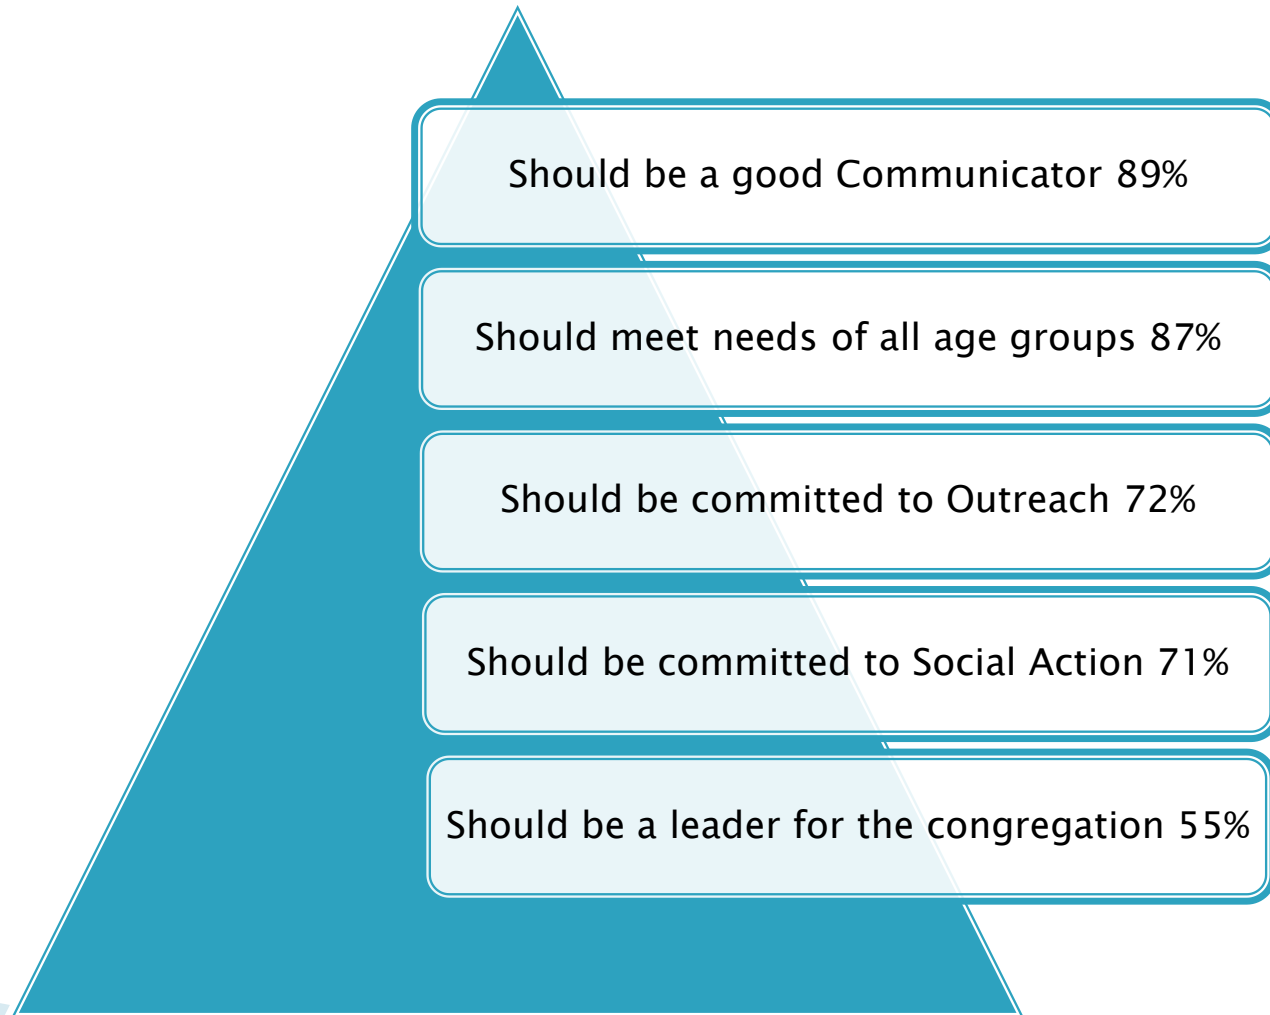 Should be a good Communicator 89%
Should meet needs of all age groups 87%
Should be committed to Outreach 72%
Should be committed to Social Action 71%
Should be a leader for the congregation 55%